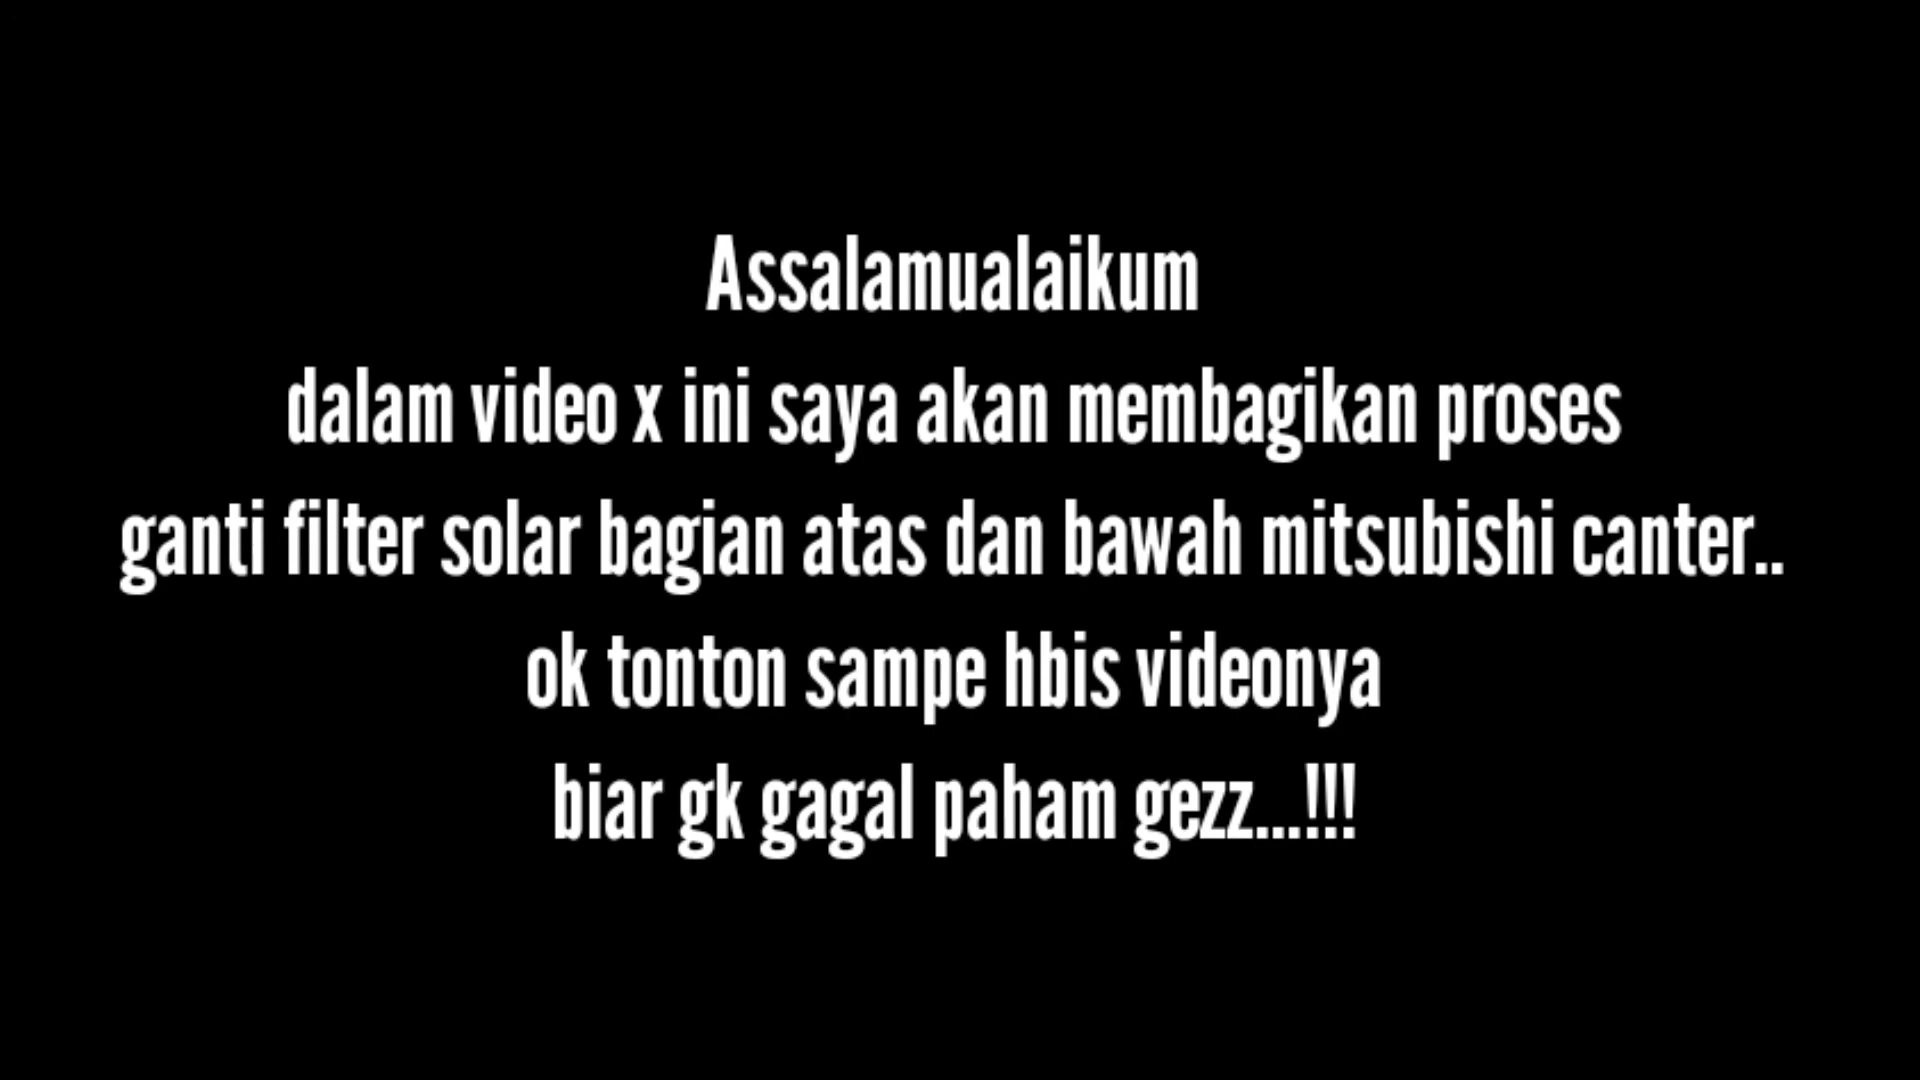 Assalamualaikum
dalam video x ini saya akan membagikan proses
ganti filter solar bagian atas dan bawah mitsubishi canter..
ok tonton sampe hbis videonya
biar gk gagal paham gezz...!!!